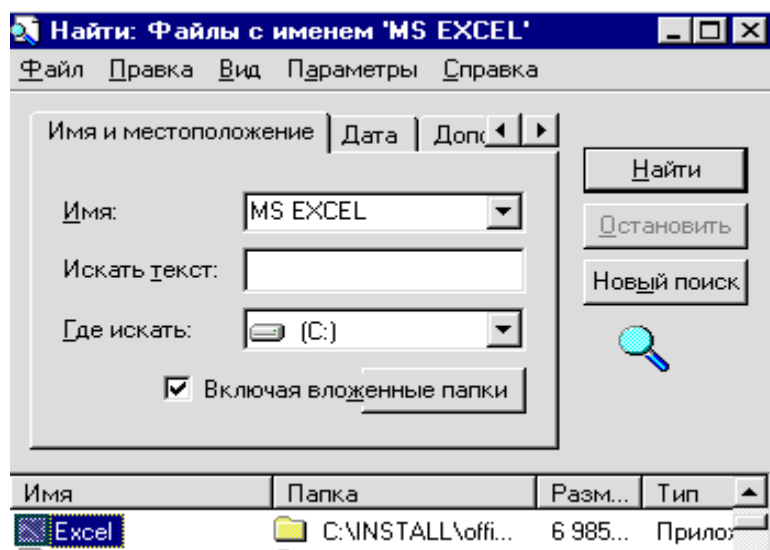 Найти: Файлы с именем 'MS EXCEL'
Файл Правка Вид Параметры Справка
Имя и местоположение Дата Допо
Найти
Имя: MS EXCEL
Остановить
Искать текст:
Новый поиск
Где искать: (C:)
Включая вложенные папки
Имя Папка Разм... Тип
Excel C:\INSTALL\offi... 6 985... Прилож